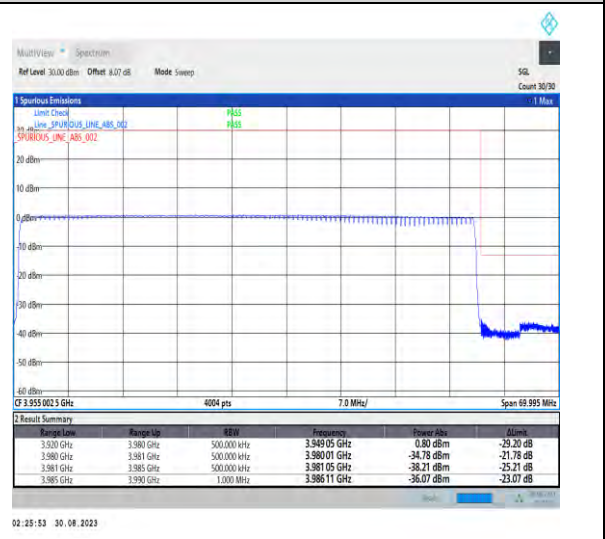 MultiView Spectrum
Ref Level 30.00 dBm Offset 8.07 dB Mode Sweep SGL
Count 30/30
1 Spurious Emissions 1 Max
Limit Check PASS
Line _SPURIOUS_LINE_ABS_002 PASS
_SPURIOUS_LINE_ABS_002
20 dBm
10 dBm
0 dBm
-10 dBm
-20 dBm
-30 dBm
-40 dBm
-50 dBm
-60 dBm
CF 3.955 002 5 GHz 4004 pts 7.0 MHz/ Span 69.995 MHz
2 Result Summary
Range Low Range Up RBW Frequency Power Abs ΔLimit
3.920 GHz 3.980 GHz 500.000 kHz 3.949 05 GHz 0.80 dBm -29.20 dB
3.980 GHz 3.981 GHz 500.000 kHz 3.980 01 GHz -34.78 dBm -21.78 dB
3.981 GHz 3.985 GHz 500.000 kHz 3.981 05 GHz -38.21 dBm -25.21 dB
3.985 GHz 3.990 GHz 1.000 MHz 3.986 11 GHz -36.07 dBm -23.07 dB
02:25:53 30.08.2023